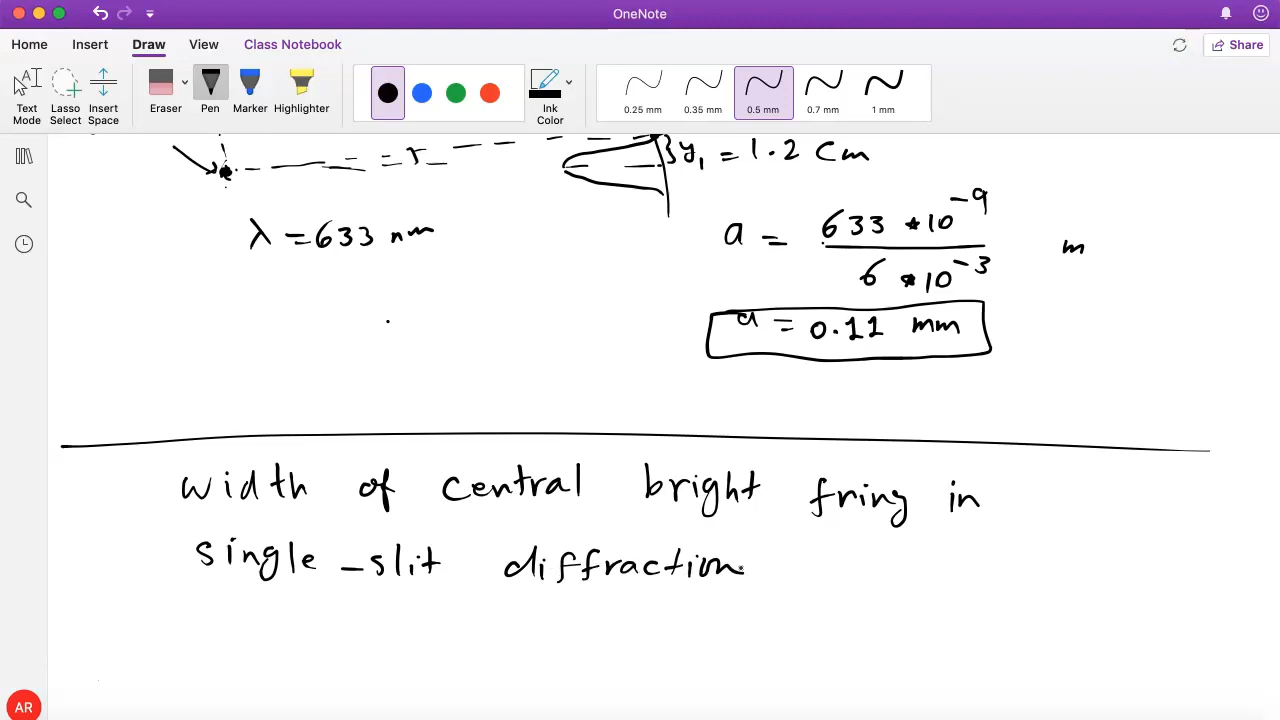 OneNote
Home Insert Draw View Class Notebook Share
Text Mode
Lasso Select
Insert Space
Eraser
Pen
Marker
Highlighter
Ink Color
0.25 mm
0.35 mm
0.5 mm
0.7 mm
1 mm
= r
} y₁ = 1.2 cm
λ = 633 nm
a = 633 * 10⁻⁹ / 6 * 10⁻³ m
a = 0.11 mm
width of central bright fring in
single-slit diffraction
AR